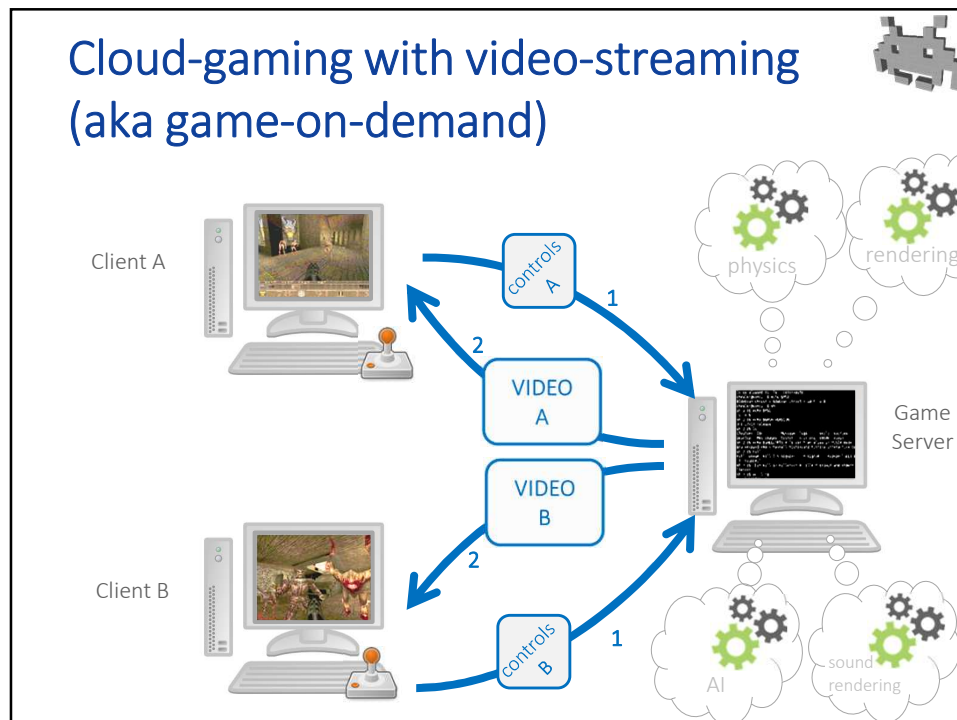 Cloud-gaming with video-streaming
(aka game-on-demand)
physics
rendering
Client A
controls
A
1
2
VIDEO
A
Game
Server
VIDEO
B
2
Client B
controls
B
1
AI
sound
rendering